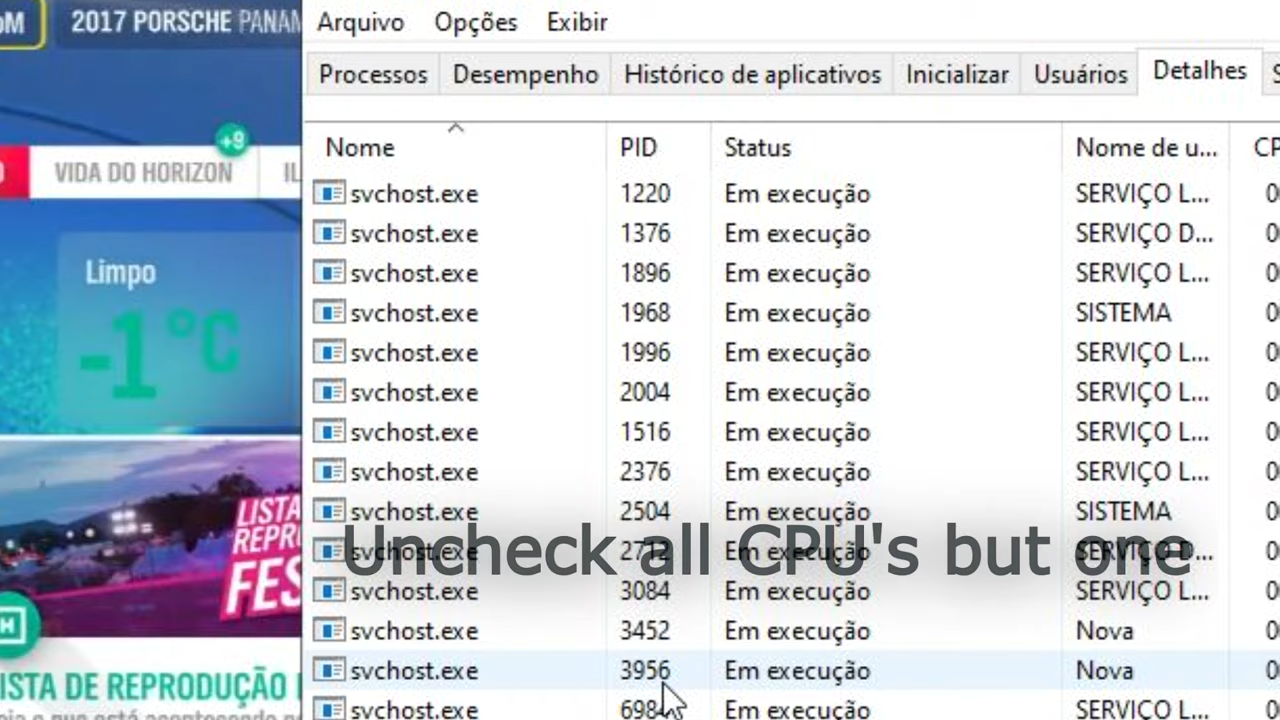 2017 PORSCHE
Arquivo Opções Exibir
Processos Desempenho Histórico de aplicativos Inicializar Usuários Detalhes
+9
VIDA DO HORIZON
Nome PID Status Nome de u...
svchost.exe 1220 Em execução SERVIÇO L...
svchost.exe 1376 Em execução SERVIÇO D...
svchost.exe 1896 Em execução SERVIÇO L...
svchost.exe 1968 Em execução SISTEMA
svchost.exe 1996 Em execução SERVIÇO L...
svchost.exe 2004 Em execução SERVIÇO L...
svchost.exe 1516 Em execução SERVIÇO L...
svchost.exe 2376 Em execução SERVIÇO L...
svchost.exe 2504 Em execução SISTEMA
svchost.exe Em execução SERVIÇO D...
svchost.exe 3084 Em execução SERVIÇO L...
svchost.exe 3452 Em execução Nova
svchost.exe 3956 Em execução Nova
svchost.exe Em execução SERVIÇO L...
Uncheck all CPU's but one
Limpo
-1°C
DE REPRODUÇÃO